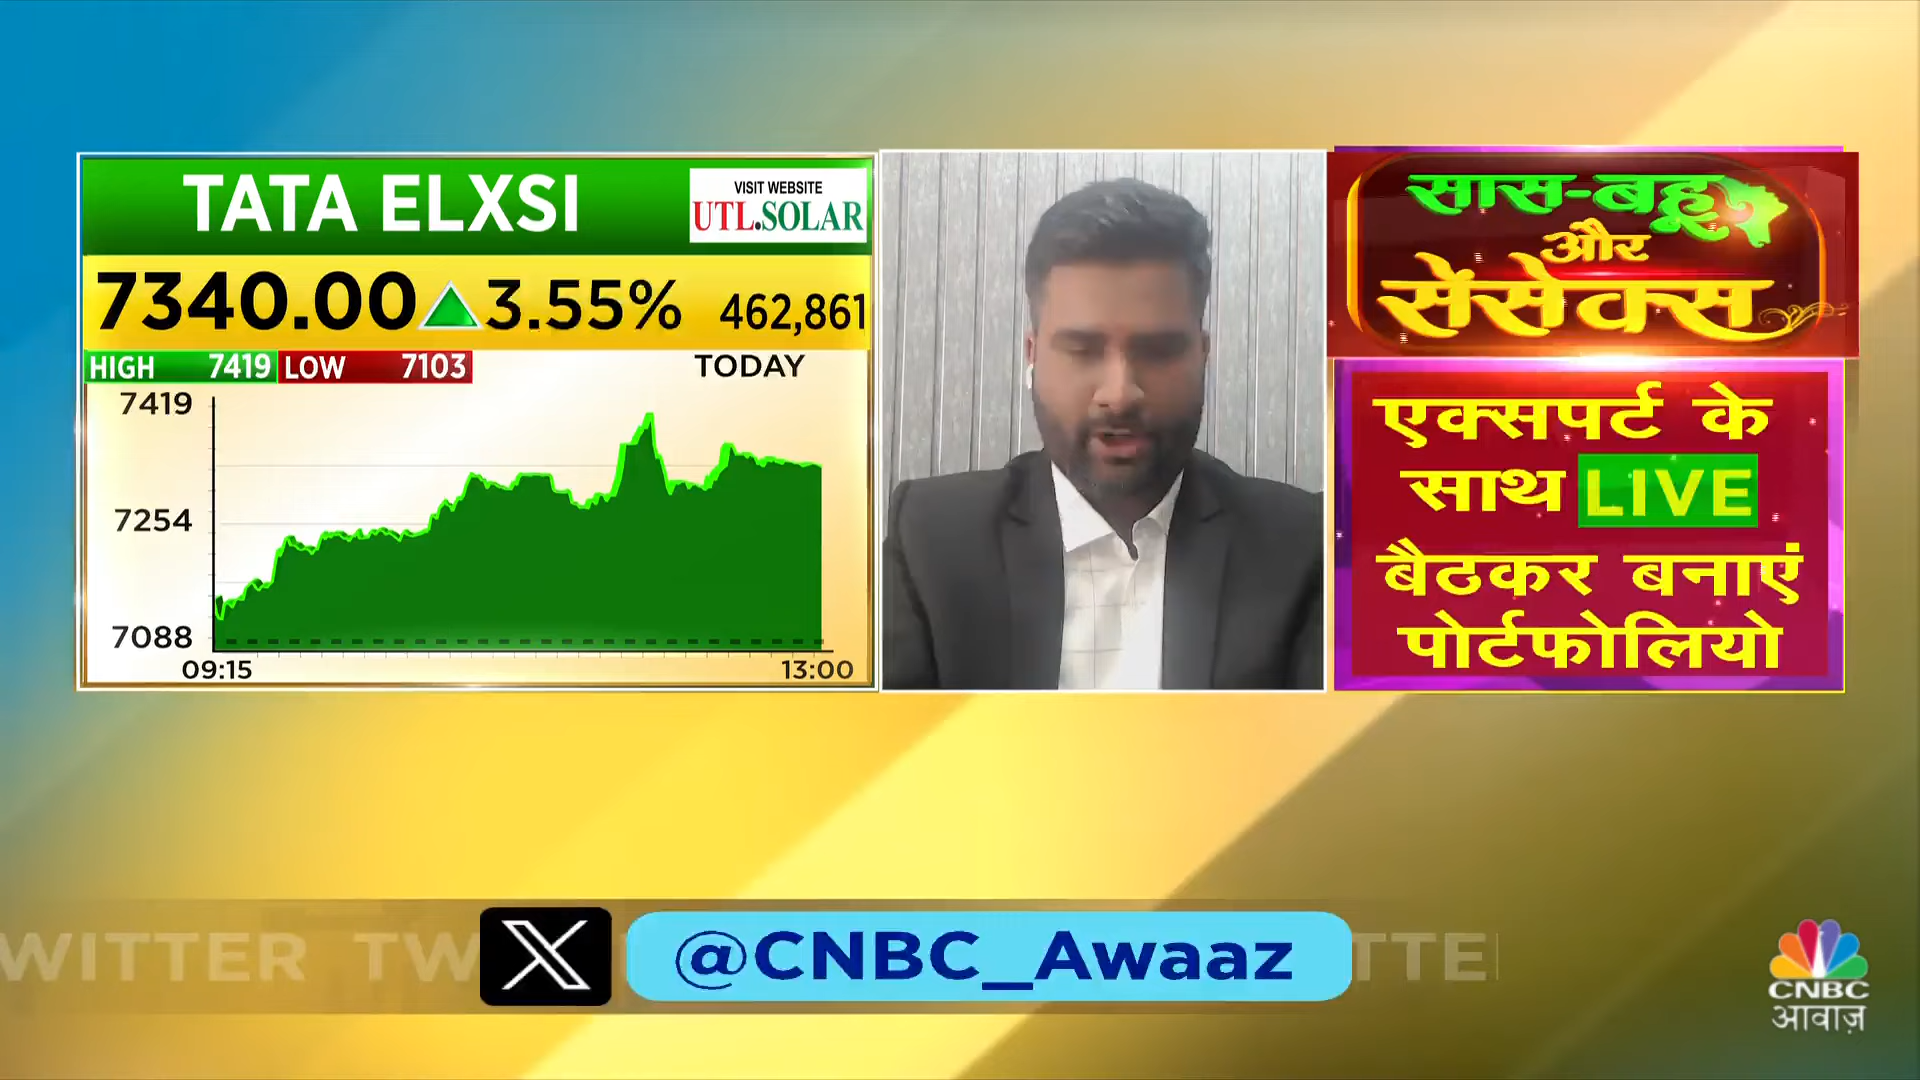 TATA ELXSI
VISIT WEBSITE
UTL.SOLAR
7340.00 3.55% 462,861
HIGH 7419 LOW 7103 TODAY
7419
7254
7088
09:15 13:00
सास-बहू
और
सेंसेक्स
एक्सपर्ट के
साथ LIVE
बैठकर बनाएं
पोर्टफोलियो
WITTER TW X @CNBC_Awaaz TTE
CNBC
आवाज़